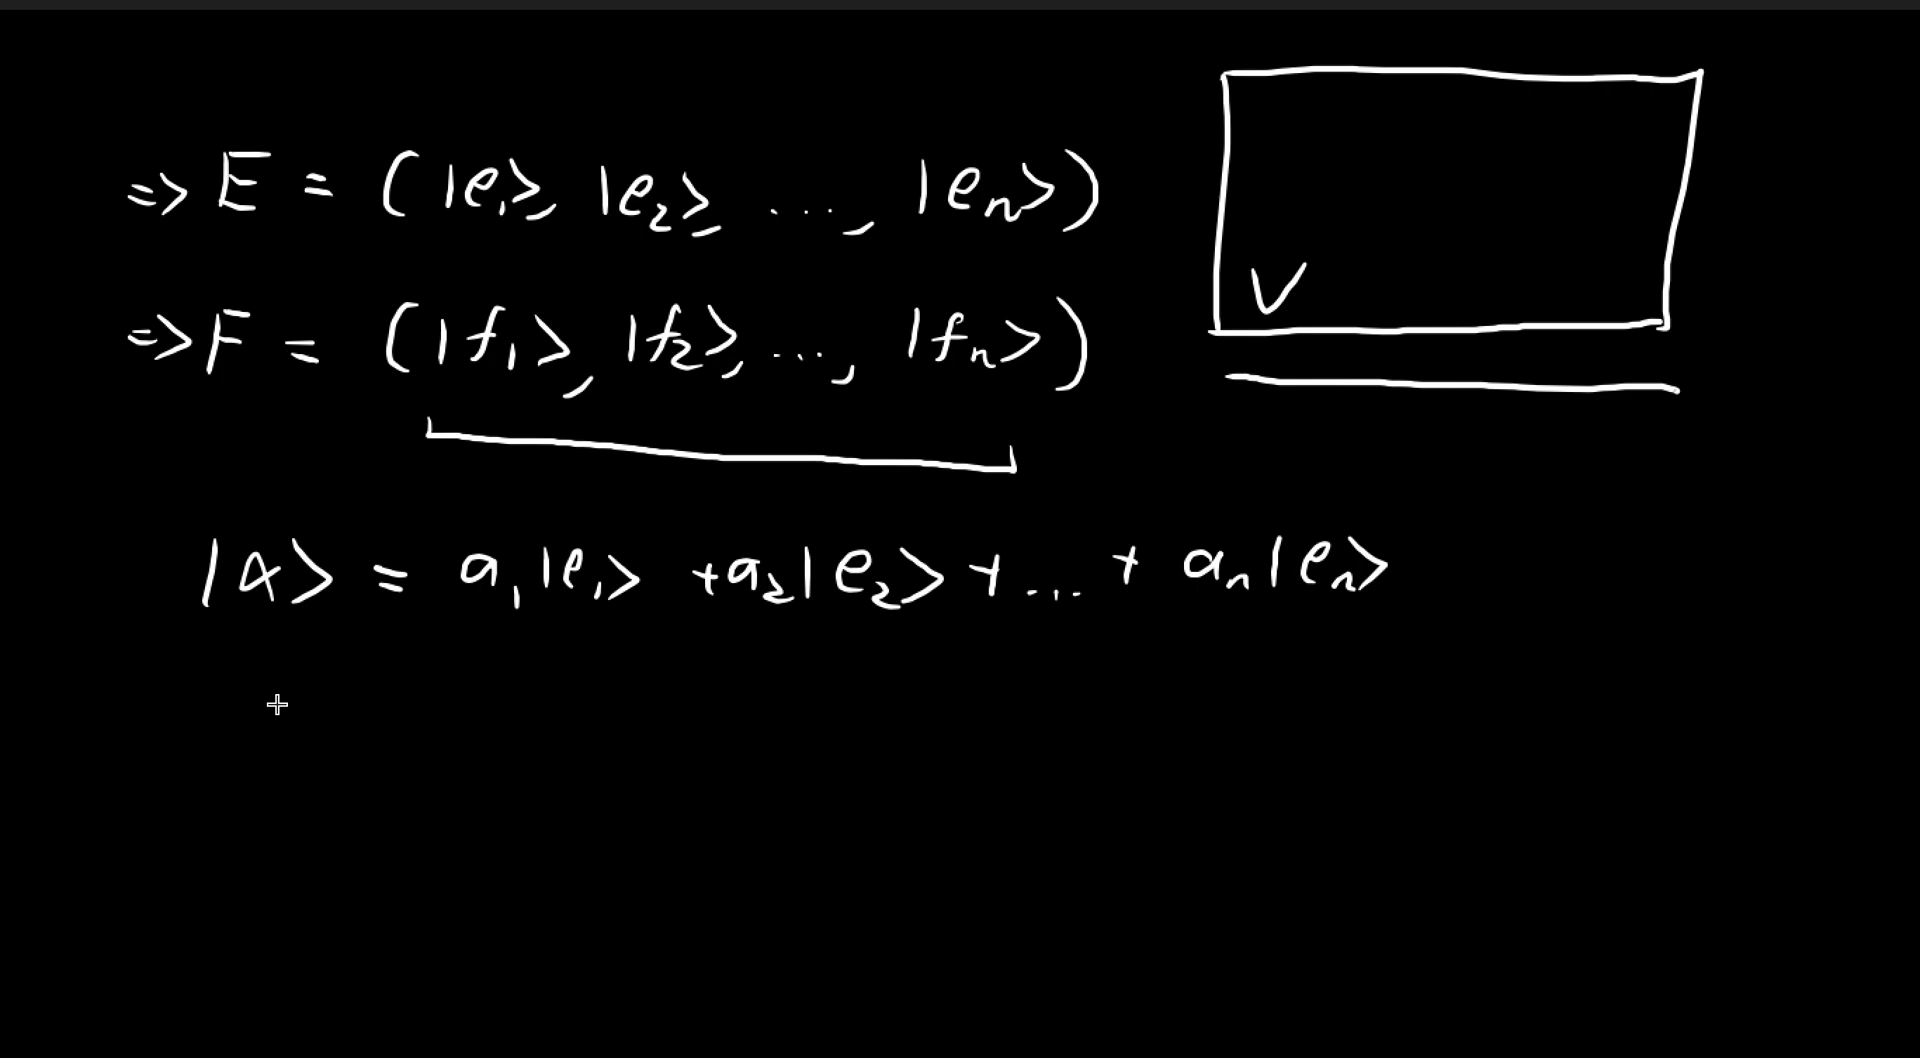 => E = (|e₁>, |e₂>, ..., |eₙ>)
V
=> F = (|f₁>, |f₂>, ..., |fₙ>)
|a> = a₁|e₁> + a₂|e₂> + ... + aₙ|eₙ>